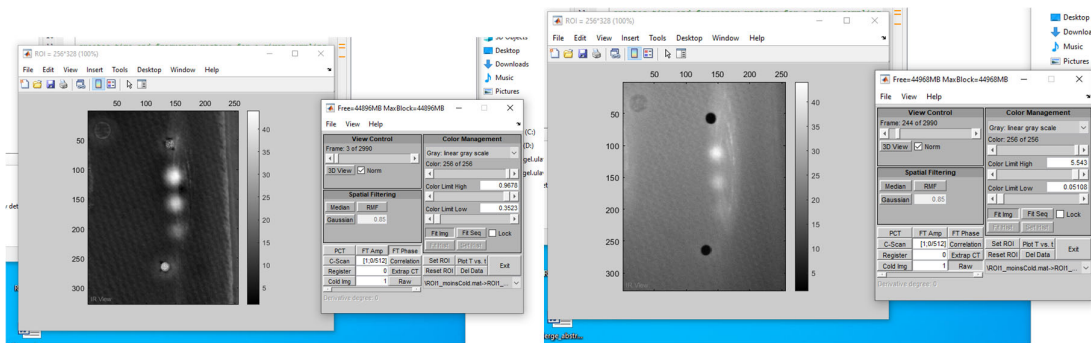 ROI = 256*328 (100%)
File Edit View Insert Tools Desktop Window Help
50 100 150 200 250
50
100
150
200
250
300
40
35
30
25
20
15
10
5
IR View
Desktop
Downloads
Music
Pictures
(C:)
(D:)
Free=44896MB MaxBlock=44896MB
File View Help
View Control
Frame: 3 of 2990
3D View Norm
Spatial Filtering
Median RMF
Gaussian 0.85
Color Management
Gray: linear gray scale
Color: 256 of 256
Color Limit High
0.9678
Color Limit Low
0.3523
Fit Img Fit Seq Lock
PCT FT Amp FT Phase
C-Scan [1;0/512] Correlation
Register 0 Extrap CT
Cold Img 1 Raw
Set ROI Plot T vs. t
Reset ROI Del Data
Exit
\ROI1_moinsCold.mat->ROI1_...
Derivative degree: 0
ROI = 256*328 (100%)
File Edit View Insert Tools Desktop Window Help
50 100 150 200 250
50
100
150
200
250
300
40
35
30
25
20
15
10
5
IR View
Desktop
Downloads
Music
Pictures
Free=44968MB MaxBlock=44968MB
File View Help
View Control
Frame: 244 of 2990
3D View Norm
Spatial Filtering
Median RMF
Gaussian 0.85
Color Management
Gray: linear gray scale
Color: 256 of 256
Color Limit High
5.543
Color Limit Low
0.05108
Fit Img Fit Seq Lock
PCT FT Amp FT Phase
C-Scan [1;0/512] Correlation
Register 0 Extrap CT
Cold Img 1 Raw
Set ROI Plot T vs. t
Reset ROI Del Data
Exit
\ROI1_moinsCold.mat->ROI1_...
Derivative degree: 0